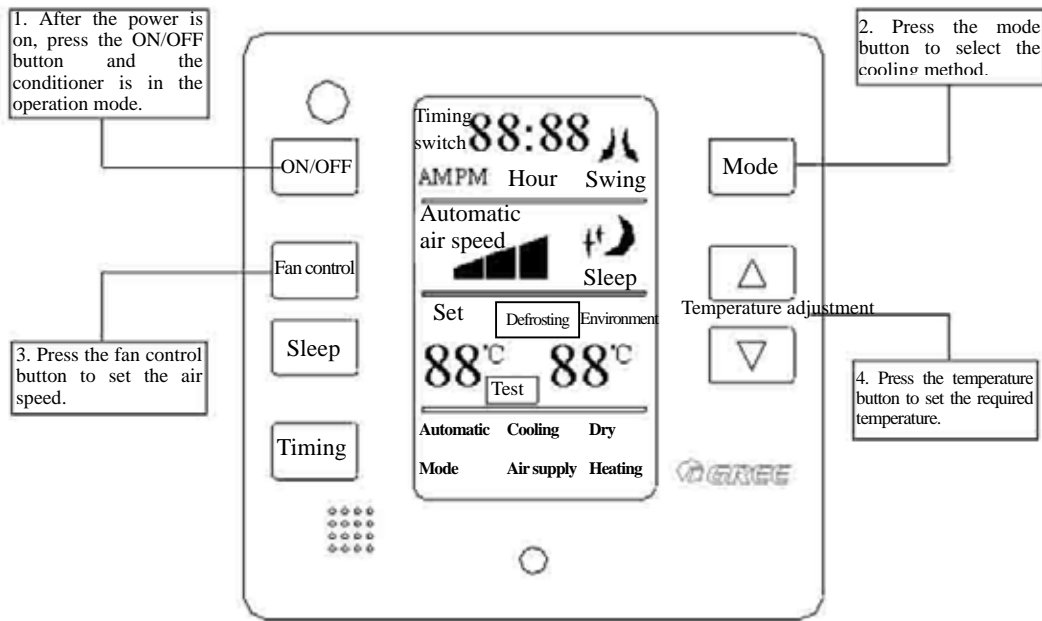 1. After the power is
on, press the ON/OFF
button and the
conditioner is in the
operation mode.
2. Press the mode
button to select the
cooling method.
Timing
switch 88:88
AM PM Hour Swing
ON/OFF
Mode
Automatic
air speed
Sleep
Fan control
Set Defrosting Environment
Temperature adjustment
Sleep
88°C 88°C
Test
3. Press the fan control
button to set the air
speed.
4. Press the temperature
button to set the required
temperature.
Timing
Automatic Cooling Dry
Mode Air supply Heating
GREE